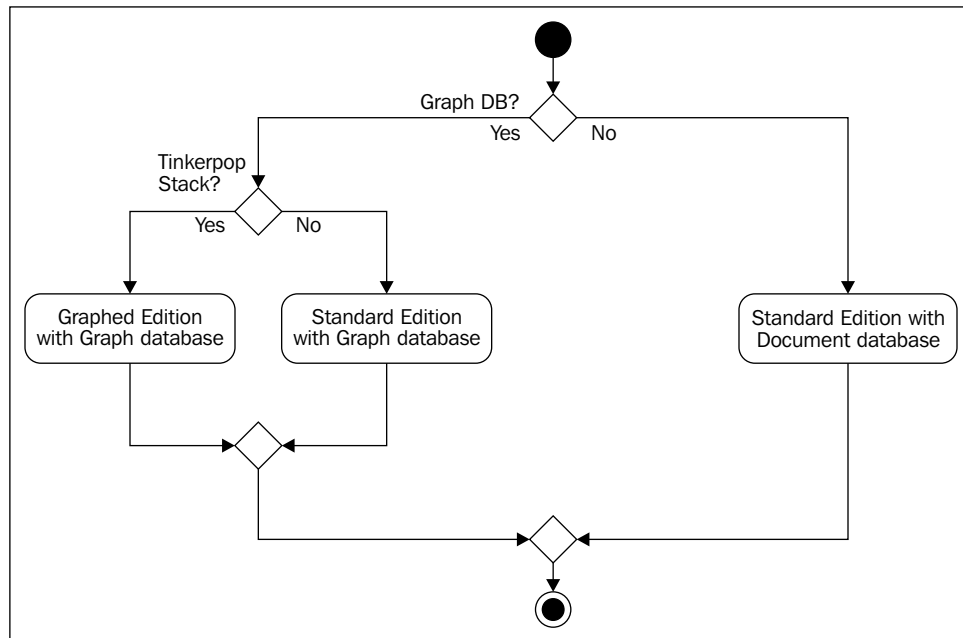 Graph DB?
Yes
No
Tinkerpop
Stack?
Yes
No
Graphed Edition
with Graph database
Standard Edition
with Graph database
Standard Edition with
Document database